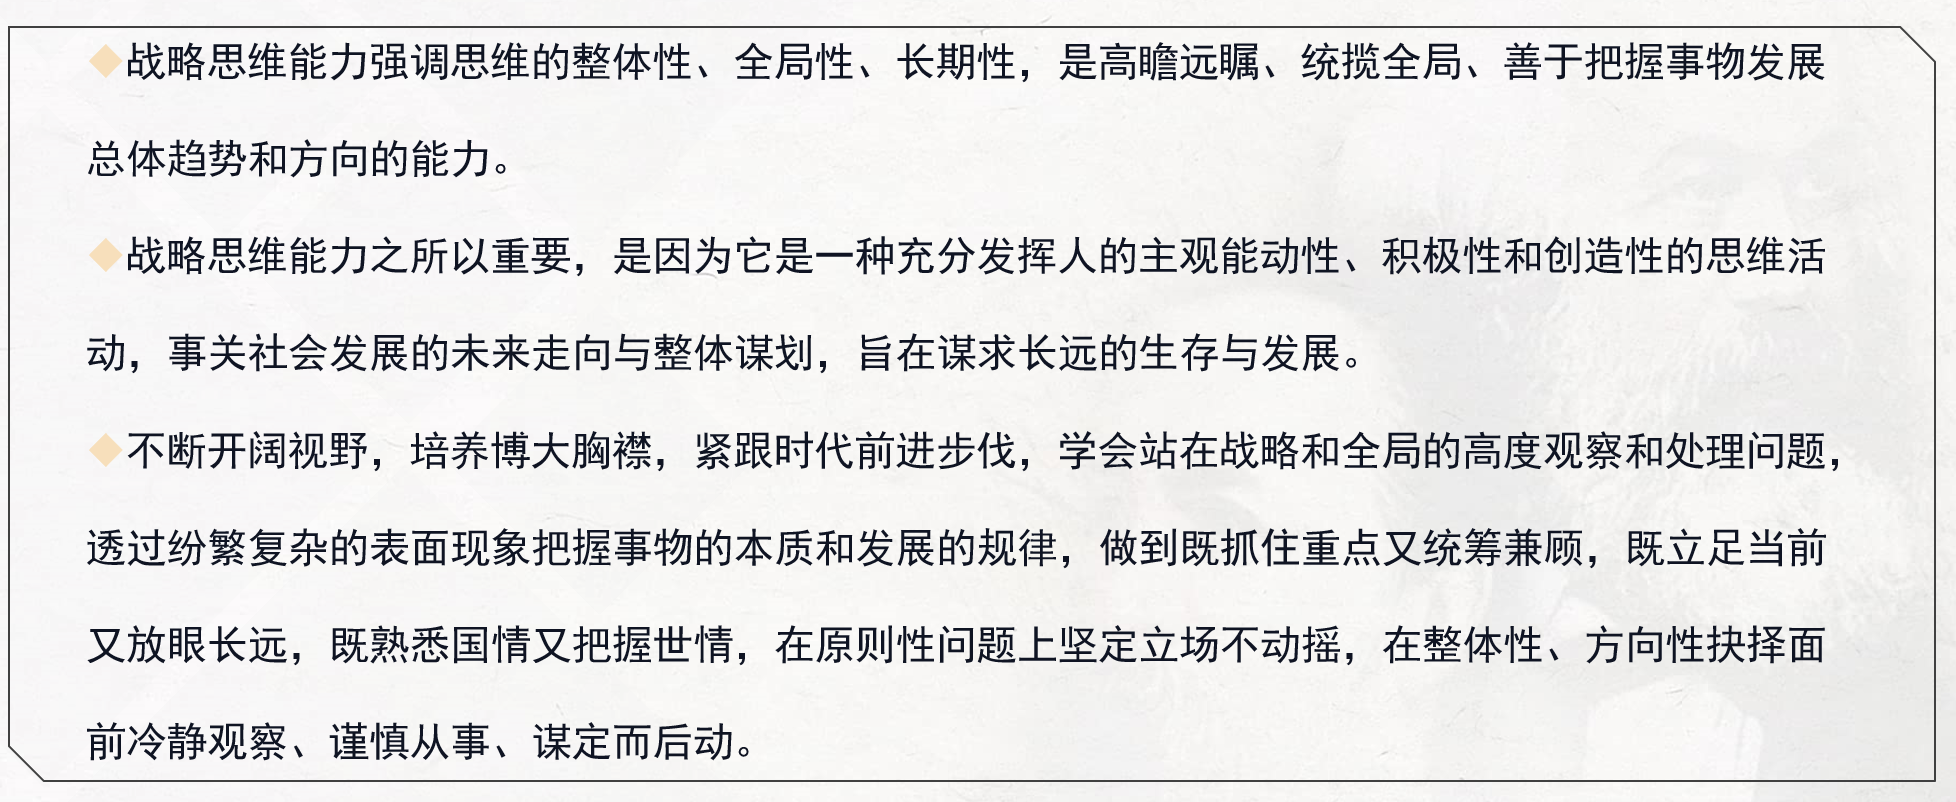 ◆战略思维能力强调思维的整体性、全局性、长期性，是高瞻远瞩、统揽全局、善于把握事物发展
总体趋势和方向的能力。
◆战略思维能力之所以重要，是因为它是一种充分发挥人的主观能动性、积极性和创造性的思维活
动，事关社会发展的未来走向与整体谋划，旨在谋求长远的生存与发展。
◆不断开阔视野，培养博大胸襟，紧跟时代前进步伐，学会站在战略和全局的高度观察和处理问题，
透过纷繁复杂的表面现象把握事物的本质和发展的规律，做到既抓住重点又统筹兼顾，既立足当前
又放眼长远，既熟悉国情又把握世情，在原则性问题上坚定立场不动摇，在整体性、方向性抉择面
前冷静观察、谨慎从事、谋定而后动。